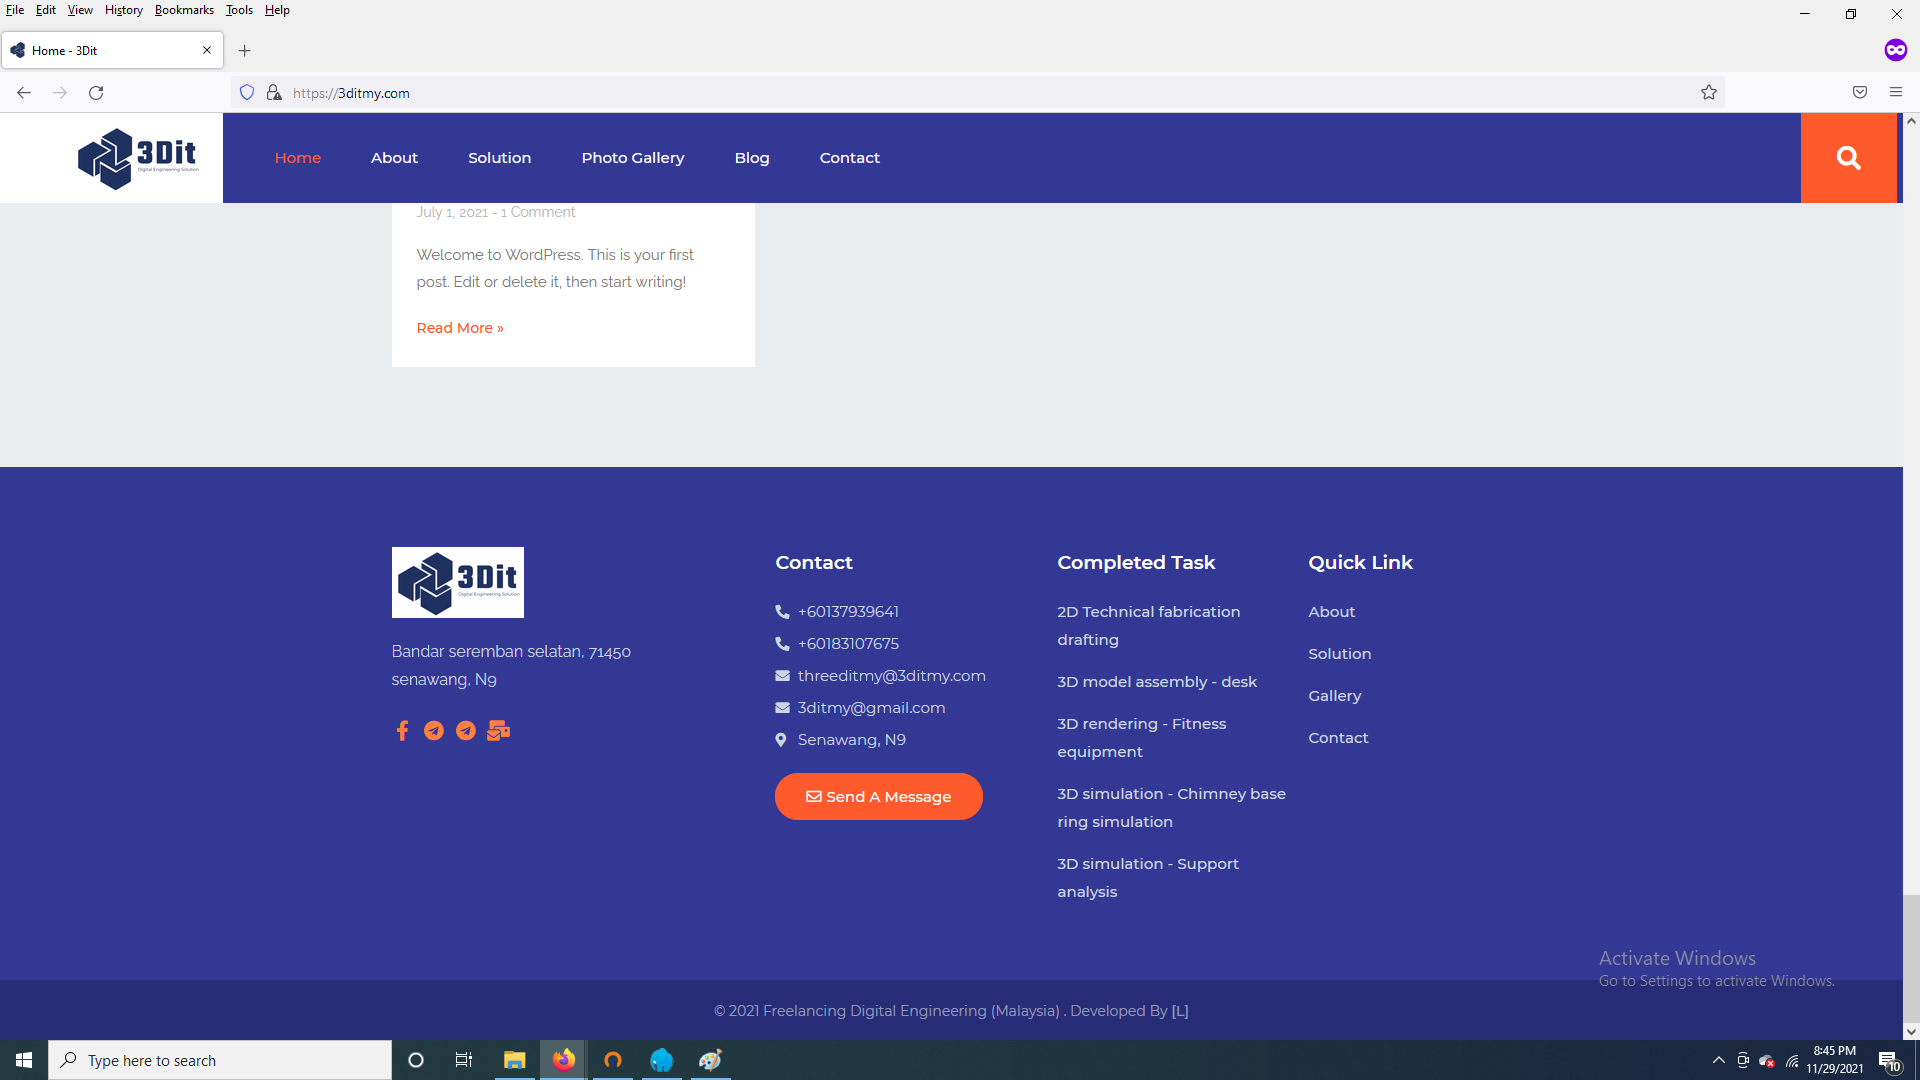 File Edit View History Bookmarks Tools Help
Home - 3Dit
https://3ditmy.com
3Dit
Digital Engineering Solution
Home About Solution Photo Gallery Blog Contact
July 1, 2021 - 1 Comment
Welcome to WordPress. This is your first
post. Edit or delete it, then start writing!
Read More »
3Dit
Digital Engineering Solution
Bandar seremban selatan, 71450
senawang, N9
Contact
+60137939641
+60183107675
threeditmy@3ditmy.com
3ditmy@gmail.com
Senawang, N9
Send A Message
Completed Task
2D Technical fabrication
drafting
3D model assembly - desk
3D rendering - Fitness
equipment
3D simulation - Chimney base
ring simulation
3D simulation - Support
analysis
Quick Link
About
Solution
Gallery
Contact
Activate Windows
Go to Settings to activate Windows.
© 2021 Freelancing Digital Engineering (Malaysia) . Developed By [L]
Type here to search
8:45 PM
11/29/2021
10